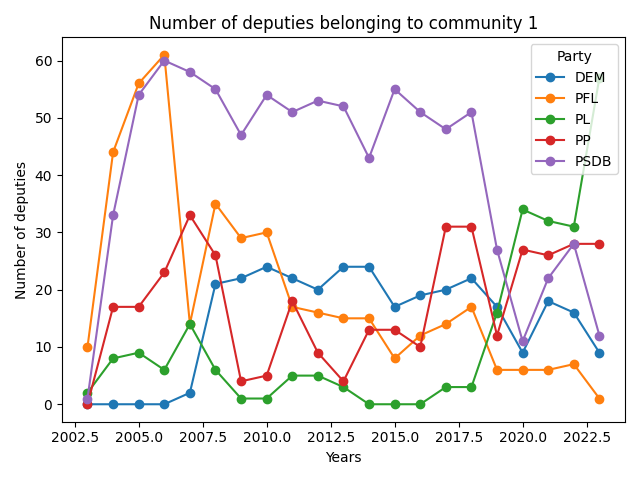 Number of deputies belonging to community 1
Party
DEM
PFL
PL
PP
PSDB
Number of deputies
60
50
40
30
20
10
0
2002.5 2005.0 2007.5 2010.0 2012.5 2015.0 2017.5 2020.0 2022.5
Years